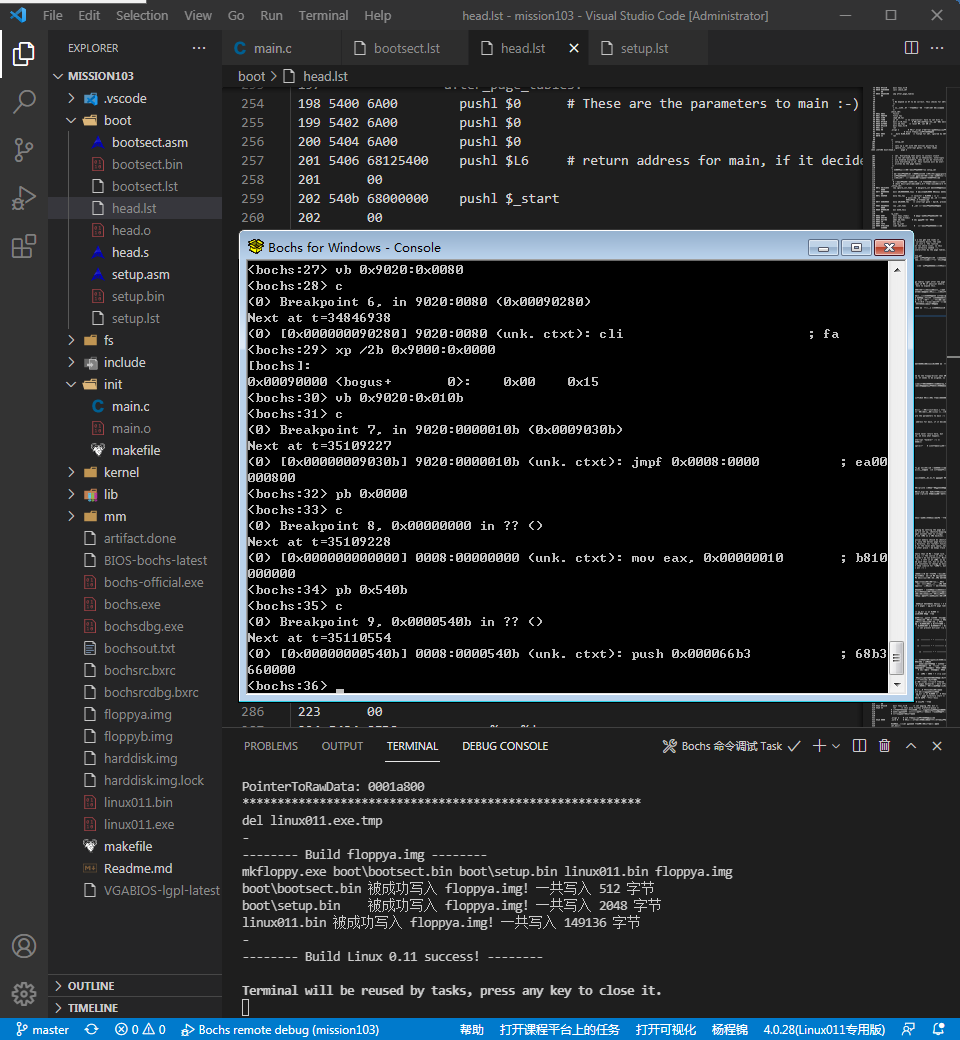 File Edit Selection View Go Run Terminal Help head.lst - mission103 - Visual Studio Code [Administrator]
EXPLORER ...
MISSION103
.vscode
boot
bootsect.asm
bootsect.bin
bootsect.lst
head.lst
head.o
head.s
setup.asm
setup.bin
setup.lst
fs
include
init
main.c
main.o
makefile
kernel
lib
mm
artifact.done
BIOS-bochs-latest
bochs-official.exe
bochs.exe
bochsdbg.exe
bochsout.txt
bochsrc.bxrc
bochsrcdbg.bxrc
floppya.img
floppyb.img
harddisk.img
harddisk.img.lock
linux011.bin
linux011.exe
makefile
Readme.md
VGABIOS-lgpl-latest
OUTLINE
TIMELINE
main.c bootsect.lst head.lst setup.lst
boot > head.lst
254 198 5400 6A00 pushl $0 # These are the parameters to main :-)
255 199 5402 6A00 pushl $0
256 200 5404 6A00 pushl $0
257 201 5406 68125400 pushl $L6 # return address for main, if it decide
258 201 00
259 202 540b 68000000 pushl $_start
260 202 00
Bochs for Windows - Console
<bochs:27> vb 0x9020:0x0080
<bochs:28> c
(0) Breakpoint 6, in 9020:0080 (0x00090280)
Next at t=34846938
(0) [0x000000090280] 9020:0080 (unk. ctxt): cli ; fa
<bochs:29> xp /2b 0x9000:0x0000
[bochs]:
0x00090000 <bogus+ 0>: 0x00 0x15
<bochs:30> vb 0x9020:0x010b
<bochs:31> c
(0) Breakpoint 7, in 9020:0000010b (0x0009030b)
Next at t=35109227
(0) [0x00000009030b] 9020:0000010b (unk. ctxt): jmpf 0x0008:0000 ; ea00
000800
<bochs:32> pb 0x0000
<bochs:33> c
(0) Breakpoint 8, 0x00000000 in ?? ()
Next at t=35109228
(0) [0x000000000000] 0008:00000000 (unk. ctxt): mov eax, 0x00000010 ; b810
000000
<bochs:34> pb 0x540b
<bochs:35> c
(0) Breakpoint 9, 0x0000540b in ?? ()
Next at t=35110554
(0) [0x00000000540b] 0008:0000540b (unk. ctxt): push 0x000066b3 ; 68b3
660000
<bochs:36>
286 223 00
PROBLEMS OUTPUT TERMINAL DEBUG CONSOLE Bochs 命令调试 Task
PointerToRawData: 0001a800
*********************************************************
del linux011.exe.tmp
-
-------- Build floppya.img --------
mkfloppy.exe boot\bootsect.bin boot\setup.bin linux011.bin floppya.img
boot\bootsect.bin 被成功写入 floppya.img! 一共写入 512 字节
boot\setup.bin 被成功写入 floppya.img! 一共写入 2048 字节
linux011.bin 被成功写入 floppya.img! 一共写入 149136 字节
-
-------- Build Linux 0.11 success! --------
Terminal will be reused by tasks, press any key to close it.
master 0 0 Bochs remote debug (mission103) 帮助 打开课程平台上的任务 打开可视化 杨程锦 4.0.28(Linux011专用版)